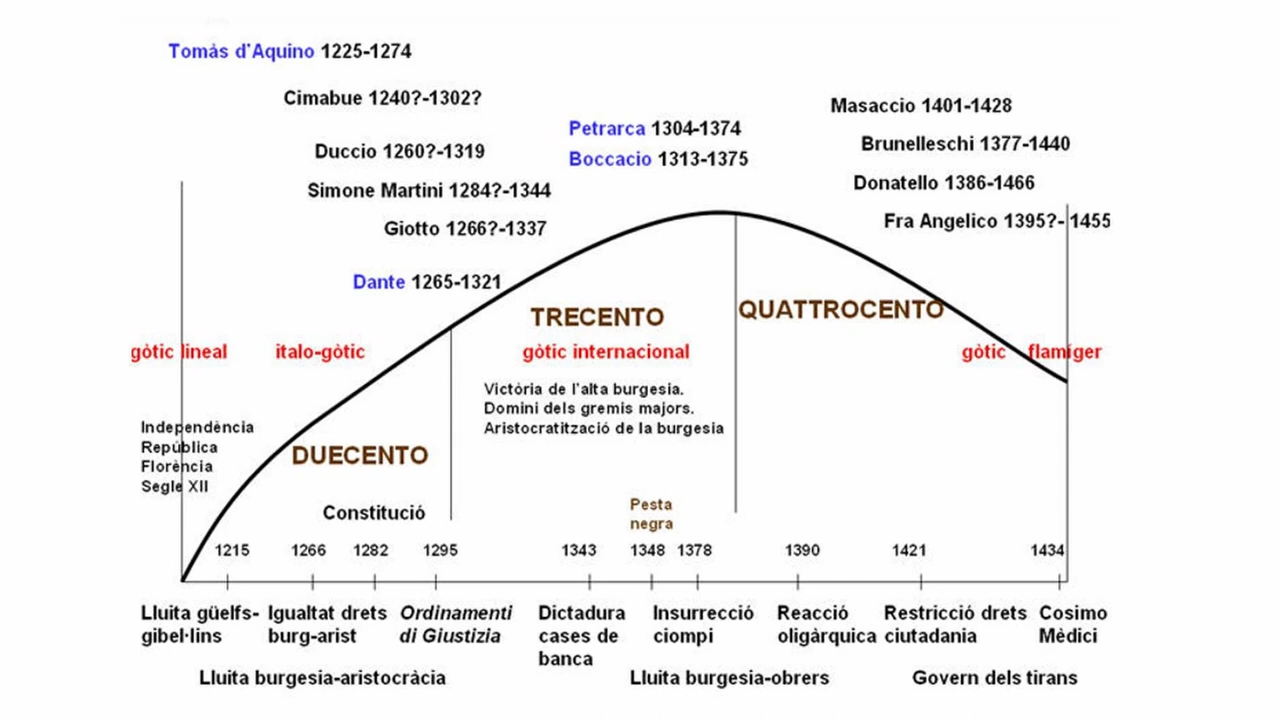 Tomàs d'Aquino 1225-1274
Cimabue 1240?-1302?
Masaccio 1401-1428
Petrarca 1304-1374
Brunelleschi 1377-1440
Duccio 1260?-1319
Boccacio 1313-1375
Donatello 1386-1466
Simone Martini 1284?-1344
Fra Angelico 1395?- 1455
Giotto 1266?-1337
Dante 1265-1321
TRECENTO
QUATTROCENTO
gòtic lineal
italo-gòtic
gòtic internacional
gòtic flamíger
Victòria de l'alta burgesia.
Domini dels gremis majors.
Aristocratització de la burgesia
Independència
República
Florència
Segle XII
DUECENTO
Constitució
Pesta
negra
1215 1266 1282 1295 1343 1348 1378 1390 1421 1434
Lluita güelfs-
gibel·lins
Igualtat drets
burg-arist
Ordinamenti
di Giustizia
Dictadura
cases de
banca
Insurrecció
ciompi
Reacció
oligàrquica
Restricció drets
ciutadania
Cosimo
Mèdici
Lluita burgesia-aristocràcia
Lluita burgesia-obrers
Govern dels tirans